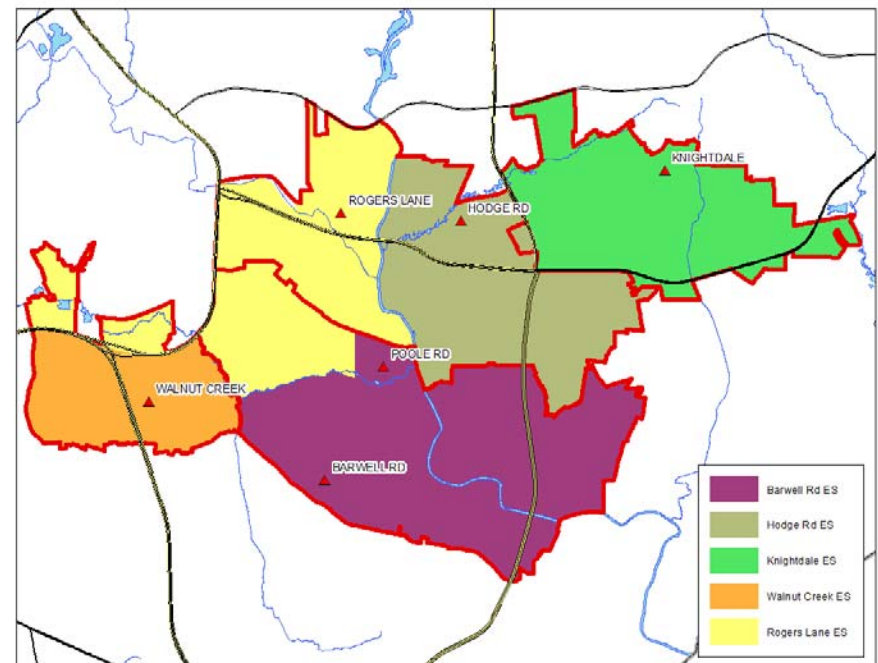 KNIGHTDALE
ROGERS LANE
HODGE RD
POOLE RD
WALNUT CREEK
BARWELL RD
Barwell Rd ES
Hodge Rd ES
Knightdale ES
Walnut Creek ES
Rogers Lane ES